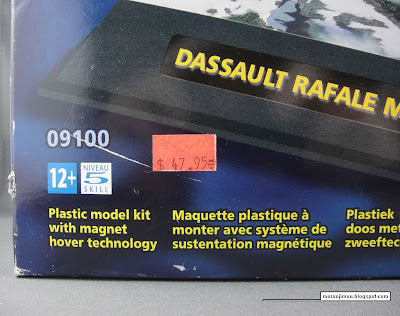 DASSAULT RAFALE M
09100
$ 47.95
12+
NIVEAU
5
SKILL
Plastic model kit
with magnet
hover technology
Maquette plastique à
monter avec système de
sustentation magnétique
Plastiek
doos met
zweeftec
motsojimou.blogspot.com